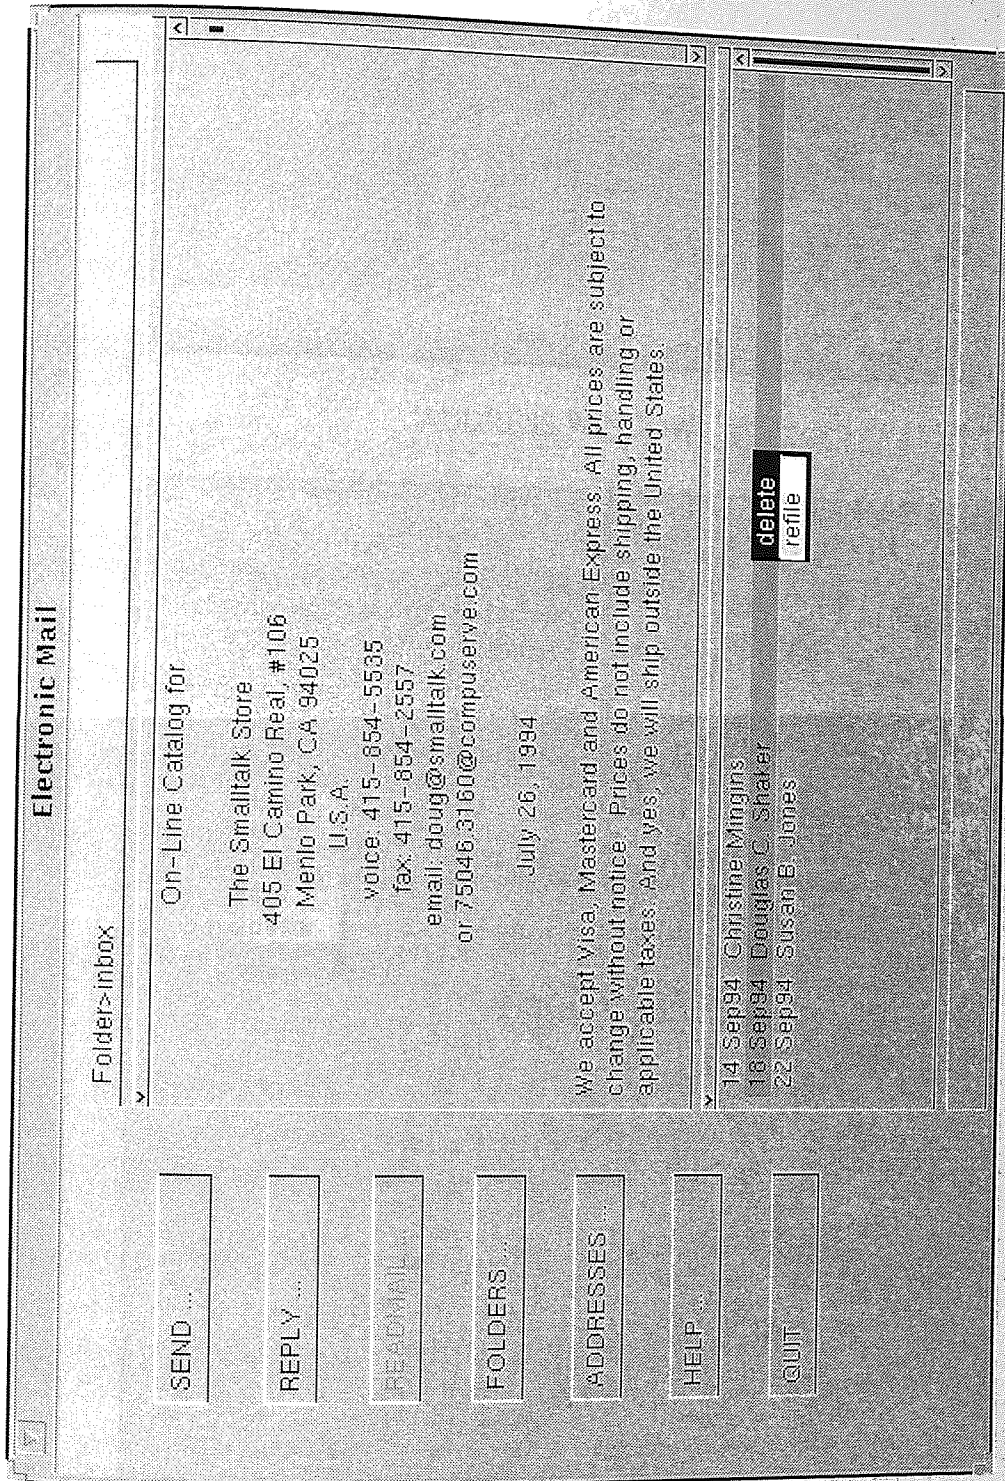 Electronic Mail
Folder>inbox
SEND ...
REPLY ...
READ MAIL ...
FOLDERS ...
ADDRESSES ...
HELP ...
QUIT
On-Line Catalog for
The Smalltalk Store
405 El Camino Real, #106
Menlo Park, CA 94025
U.S.A.
voice: 415-854-5535
fax: 415-854-2557
email: doug@smalltalk.com
or 75046.3160@compuserve.com
July 26, 1994
We accept Visa, Mastercard and American Express. All prices are subject to
change without notice. Prices do not include shipping, handling or
applicable taxes. And yes, we will ship outside the United States.
14 Sep94 Christine Mingins
16 Sep94 Douglas C. Shaker
22 Sep94 Susan B. Jones
delete
refile